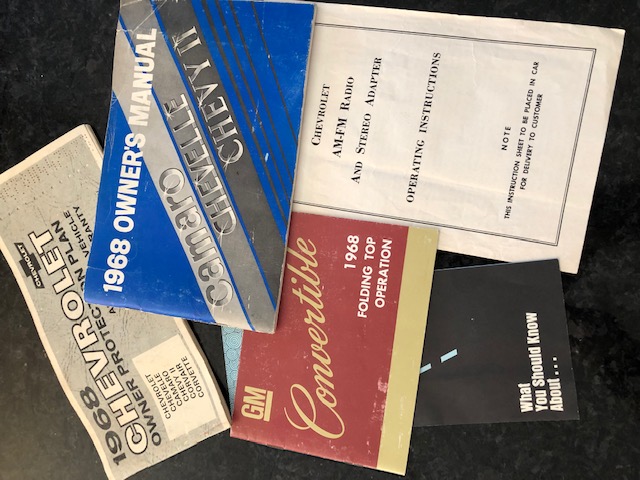 1968 OWNER'S MANUAL
Camaro
CHEVELLE
CHEVY II
CHEVROLET
AM-FM RADIO
AND STEREO ADAPTER
OPERATING INSTRUCTIONS
NOTE
THIS INSTRUCTION SHEET TO BE PLACED IN CAR
FOR DELIVERY TO CUSTOMER
CHEVROLET
1968
CHEVROLET
OWNER PROTECTION PLAN
VEHICLE
CHEVROLET
CHEVELLE
CAMARO
CHEVY II
CORVAIR
CORVETTE
GM
Convertible
1968
FOLDING TOP
OPERATION
What
You Should Know
About . . .